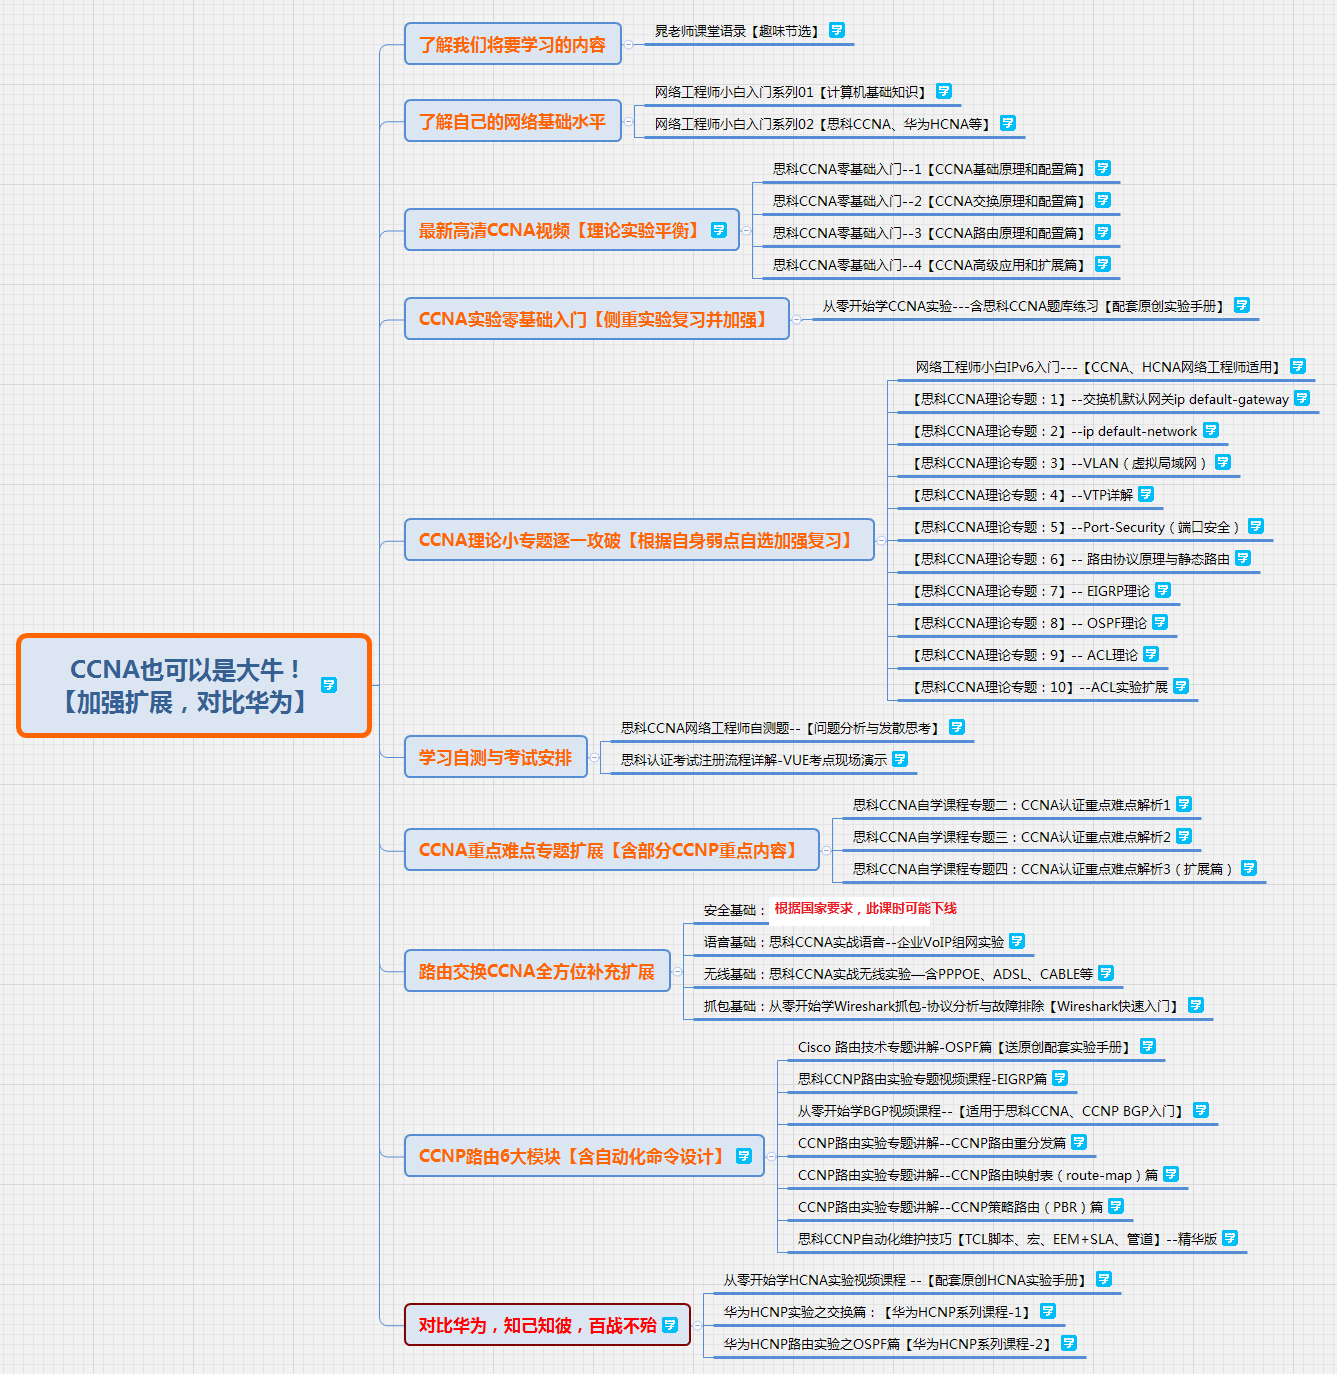 了解我们将要学习的内容
晁老师课堂语录【趣味节选】
了解自己的网络基础水平
网络工程师小白入门系列01【计算机基础知识】
网络工程师小白入门系列02【思科CCNA、华为HCNA等】
最新高清CCNA视频【理论实验平衡】
思科CCNA零基础入门--1【CCNA基础原理和配置篇】
思科CCNA零基础入门--2【CCNA交换原理和配置篇】
思科CCNA零基础入门--3【CCNA路由原理和配置篇】
思科CCNA零基础入门--4【CCNA高级应用和扩展篇】
CCNA实验零基础入门【侧重实验复习并加强】
从零开始学CCNA实验---含思科CCNA题库练习【配套原创实验手册】
CCNA理论小专题逐一攻破【根据自身弱点自选加强复习】
网络工程师小白IPv6入门---【CCNA、HCNA网络工程师适用】
【思科CCNA理论专题：1】--交换机默认网关ip default-gateway
【思科CCNA理论专题：2】--ip default-network
【思科CCNA理论专题：3】--VLAN（虚拟局域网）
【思科CCNA理论专题：4】--VTP详解
【思科CCNA理论专题：5】--Port-Security（端口安全）
【思科CCNA理论专题：6】-- 路由协议原理与静态路由
【思科CCNA理论专题：7】-- EIGRP理论
【思科CCNA理论专题：8】-- OSPF理论
【思科CCNA理论专题：9】-- ACL理论
【思科CCNA理论专题：10】--ACL实验扩展
CCNA也可以是大牛！
【加强扩展，对比华为】
学习自测与考试安排
思科CCNA网络工程师自测题--【问题分析与发散思考】
思科认证考试注册流程详解-VUE考点现场演示
CCNA重点难点专题扩展【含部分CCNP重点内容】
思科CCNA自学课程专题二：CCNA认证重点难点解析1
思科CCNA自学课程专题三：CCNA认证重点难点解析2
思科CCNA自学课程专题四：CCNA认证重点难点解析3（扩展篇）
路由交换CCNA全方位补充扩展
安全基础：根据国家要求，此课时可能下线
语音基础：思科CCNA实战语音--企业VoIP组网实验
无线基础：思科CCNA实战无线实验—含PPPOE、ADSL、CABLE等
抓包基础：从零开始学Wireshark抓包-协议分析与故障排除【Wireshark快速入门】
CCNP路由6大模块【含自动化命令设计】
Cisco 路由技术专题讲解-OSPF篇【送原创配套实验手册】
思科CCNP路由实验专题视频课程-EIGRP篇
从零开始学BGP视频课程--【适用于思科CCNA、CCNP BGP入门】
CCNP路由实验专题讲解--CCNP路由重分发篇
CCNP路由实验专题讲解--CCNP路由映射表（route-map）篇
CCNP路由实验专题讲解--CCNP策略路由（PBR）篇
思科CCNP自动化维护技巧【TCL脚本、宏、EEM+SLA、管道】--精华版
对比华为，知己知彼，百战不殆
从零开始学HCNA实验视频课程 --【配套原创HCNA实验手册】
华为HCNP实验之交换篇：【华为HCNP系列课程-1】
华为HCNP路由实验之OSPF篇【华为HCNP系列课程-2】